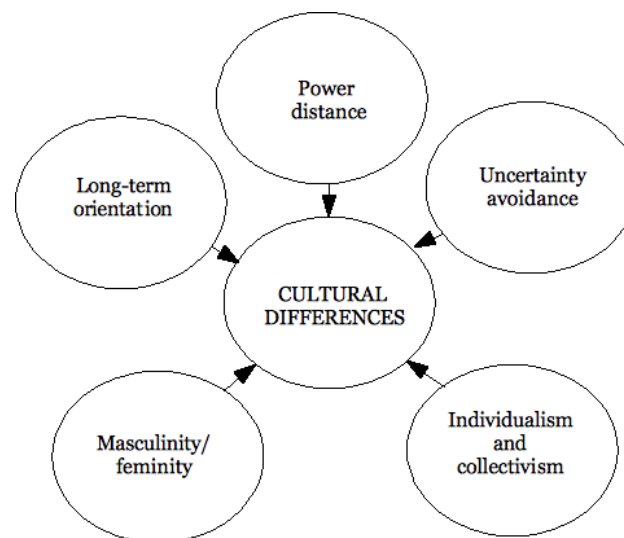 Power
distance
Long-term
orientation
Uncertainty
avoidance
CULTURAL
DIFFERENCES
Masculinity/
feminity
Individualism
and
collectivism